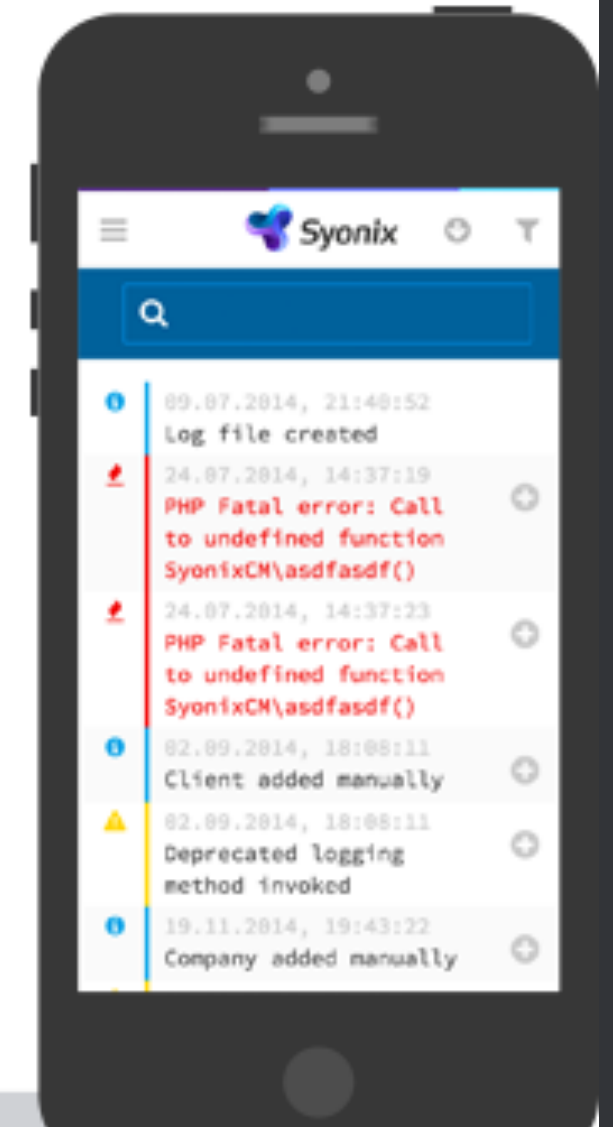 Syonix
09.07.2014, 21:40:52
Log file created
24.07.2014, 14:37:19
PHP Fatal error: Call
to undefined function
SyonixCM\asdfasdf()
24.07.2014, 14:37:23
PHP Fatal error: Call
to undefined function
SyonixCM\asdfasdf()
02.09.2014, 18:08:11
Client added manually
02.09.2014, 18:08:11
Deprecated logging
method invoked
19.11.2014, 19:43:22
Company added manually